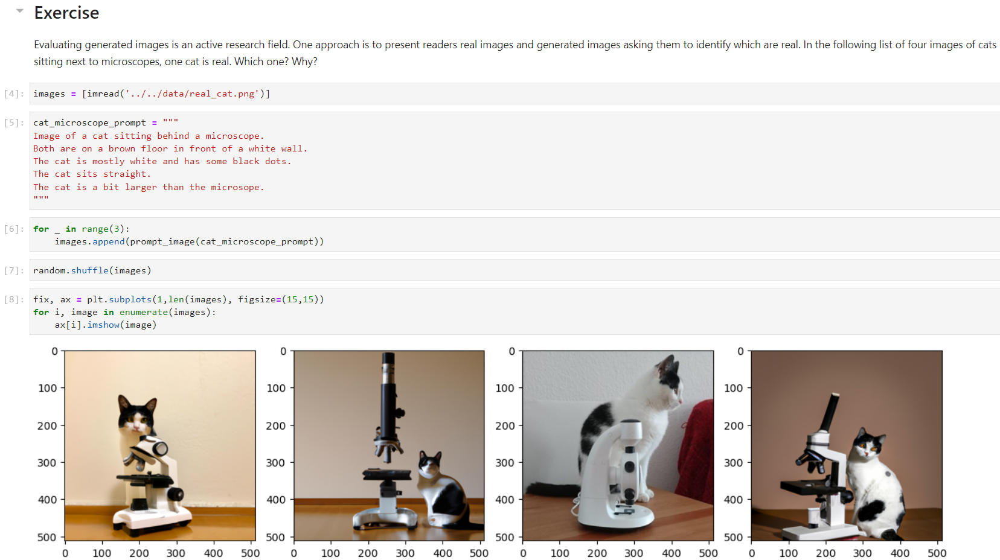 Exercise
Evaluating generated images is an active research field. One approach is to present readers real images and generated images asking them to identify which are real. In the following list of four images of cats
sitting next to microscopes, one cat is real. Which one? Why?
[4]: images = [imread('../../data/real_cat.png')]
[5]: cat_microscope_prompt = """
Image of a cat sitting behind a microscope.
Both are on a brown floor in front of a white wall.
The cat is mostly white and has some black dots.
The cat sits straight.
The cat is a bit larger than the microsope.
"""
[6]: for _ in range(3):
    images.append(prompt_image(cat_microscope_prompt))
[7]: random.shuffle(images)
[8]: fix, ax = plt.subplots(1,len(images), figsize=(15,15))
for i, image in enumerate(images):
    ax[i].imshow(image)
0 0 0 0
100 100 100 100
200 200 200 200
300 300 300 300
400 400 400 400
500 500 500 500
0 100 200 300 400 500 0 100 200 300 400 500 0 100 200 300 400 500 0 100 200 300 400 500